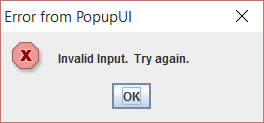 Error from PopupUI
X
Invalid Input. Try again.
OK